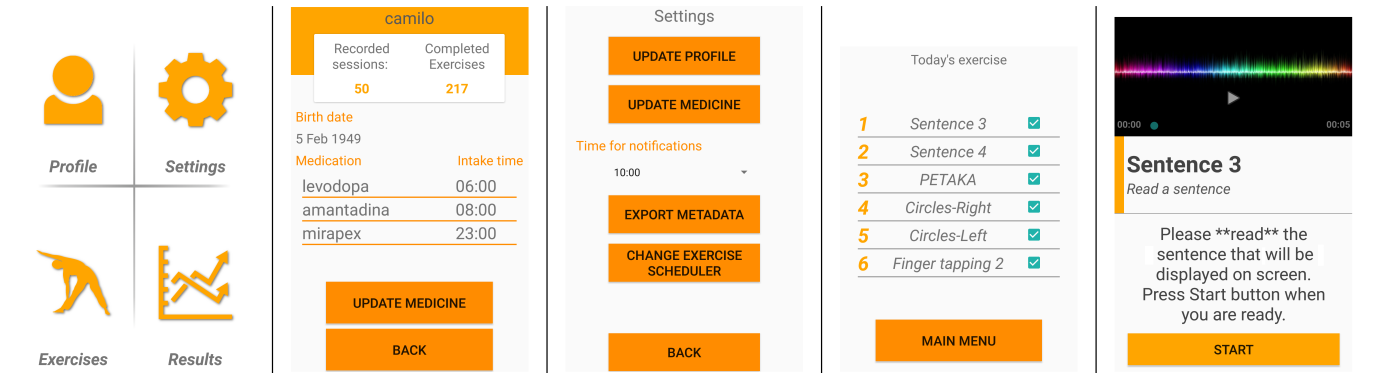 Profile
Settings
Exercises
Results
camilo
Recorded sessions:
50
Completed Exercises
217
Birth date
5 Feb 1949
Medication Intake time
levodopa 06:00
amantadina 08:00
mirapex 23:00
UPDATE MEDICINE
BACK
Settings
UPDATE PROFILE
UPDATE MEDICINE
Time for notifications
10:00
EXPORT METADATA
CHANGE EXERCISE
SCHEDULER
BACK
Today's exercise
1 Sentence 3
2 Sentence 4
3 PETAKA
4 Circles-Right
5 Circles-Left
6 Finger tapping 2
MAIN MENU
00:00 00:05
Sentence 3
Read a sentence
Please **read** the
sentence that will be
displayed on screen.
Press Start button when
you are ready.
START